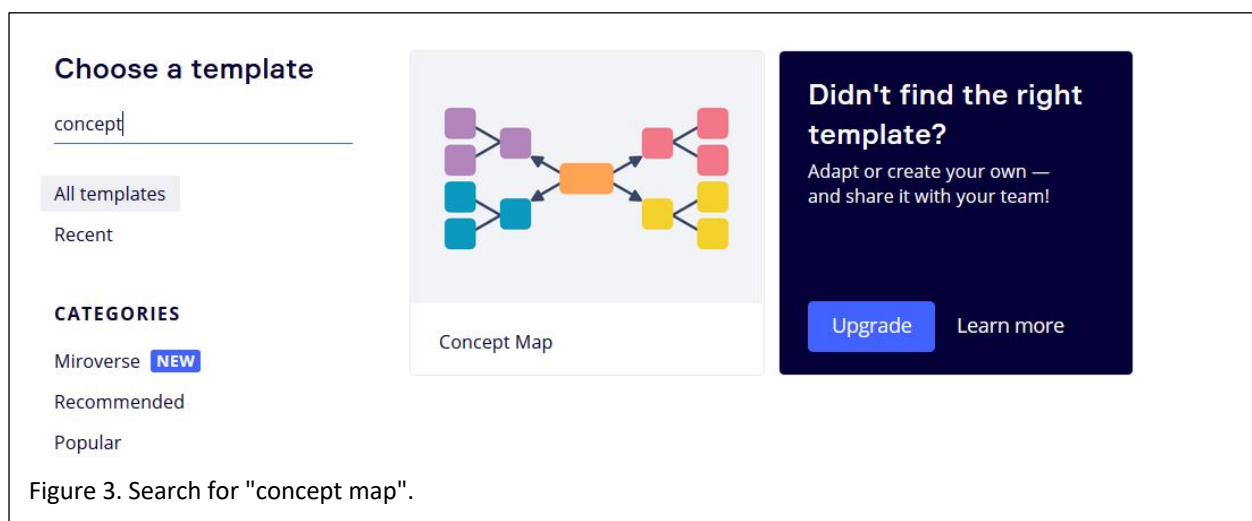 Choose a template
concept
All templates
Recent
CATEGORIES
Miroverse NEW
Recommended
Popular
Concept Map
Didn't find the right
template?
Adapt or create your own —
and share it with your team!
Upgrade Learn more
Figure 3. Search for "concept map".